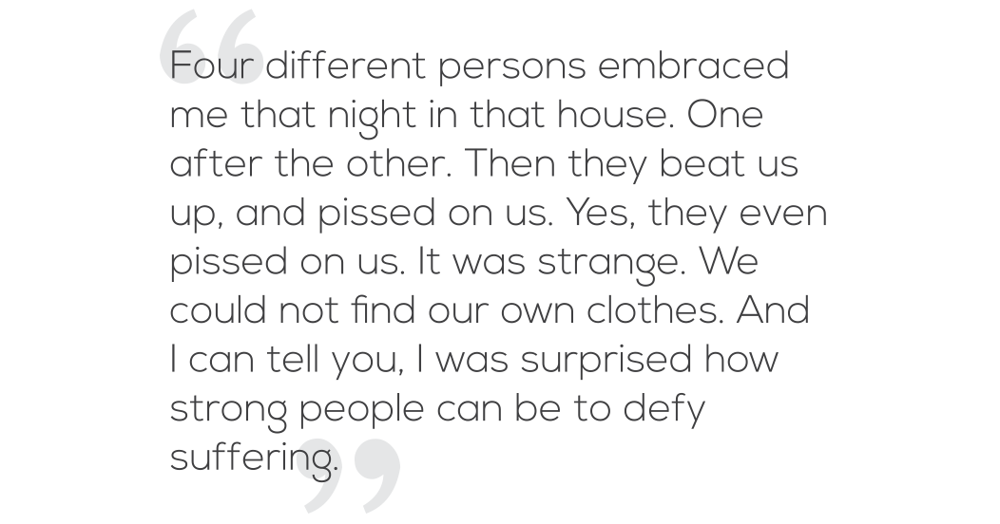 Four different persons embraced
me that night in that house. One
after the other. Then they beat us
up, and pissed on us. Yes, they even
pissed on us. It was strange. We
could not find our own clothes. And
I can tell you, I was surprised how
strong people can be to defy
suffering.